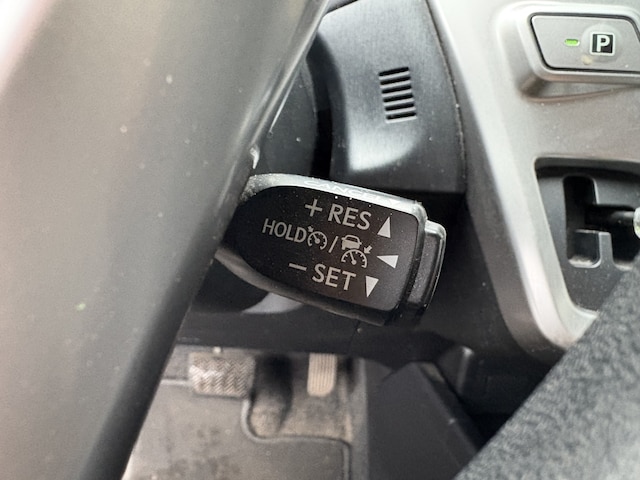 P
+ RES
HOLD /
– SET